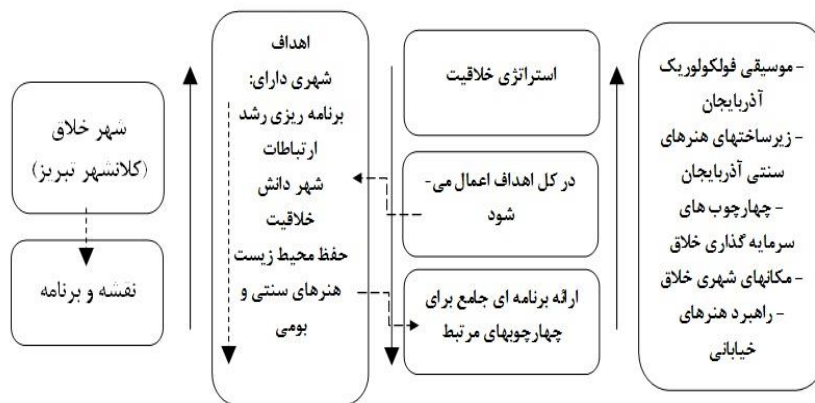 شهر خلاق
(کلانشهر تبریز)
نقشه و برنامه
اهداف
شهری دارای:
برنامه ریزی رشد
ارتباطات
شهر دانش
خلاقیت
حفظ محیط زیست
هنرهای سنتی و
بومی
استراتژی خلاقیت
در کل اهداف اعمال می-
شود
ارائه برنامه ای جامع برای
چهارچوبهای مرتبط
- موسیقی فولکولوریک
آذربایجان
- زیرساختهای هنرهای
سنتی آذربایجان
- چهارچوب های
سرمایه گذاری خلاق
- مکانهای شهری خلاق
- راهبرد هنرهای
خیابانی